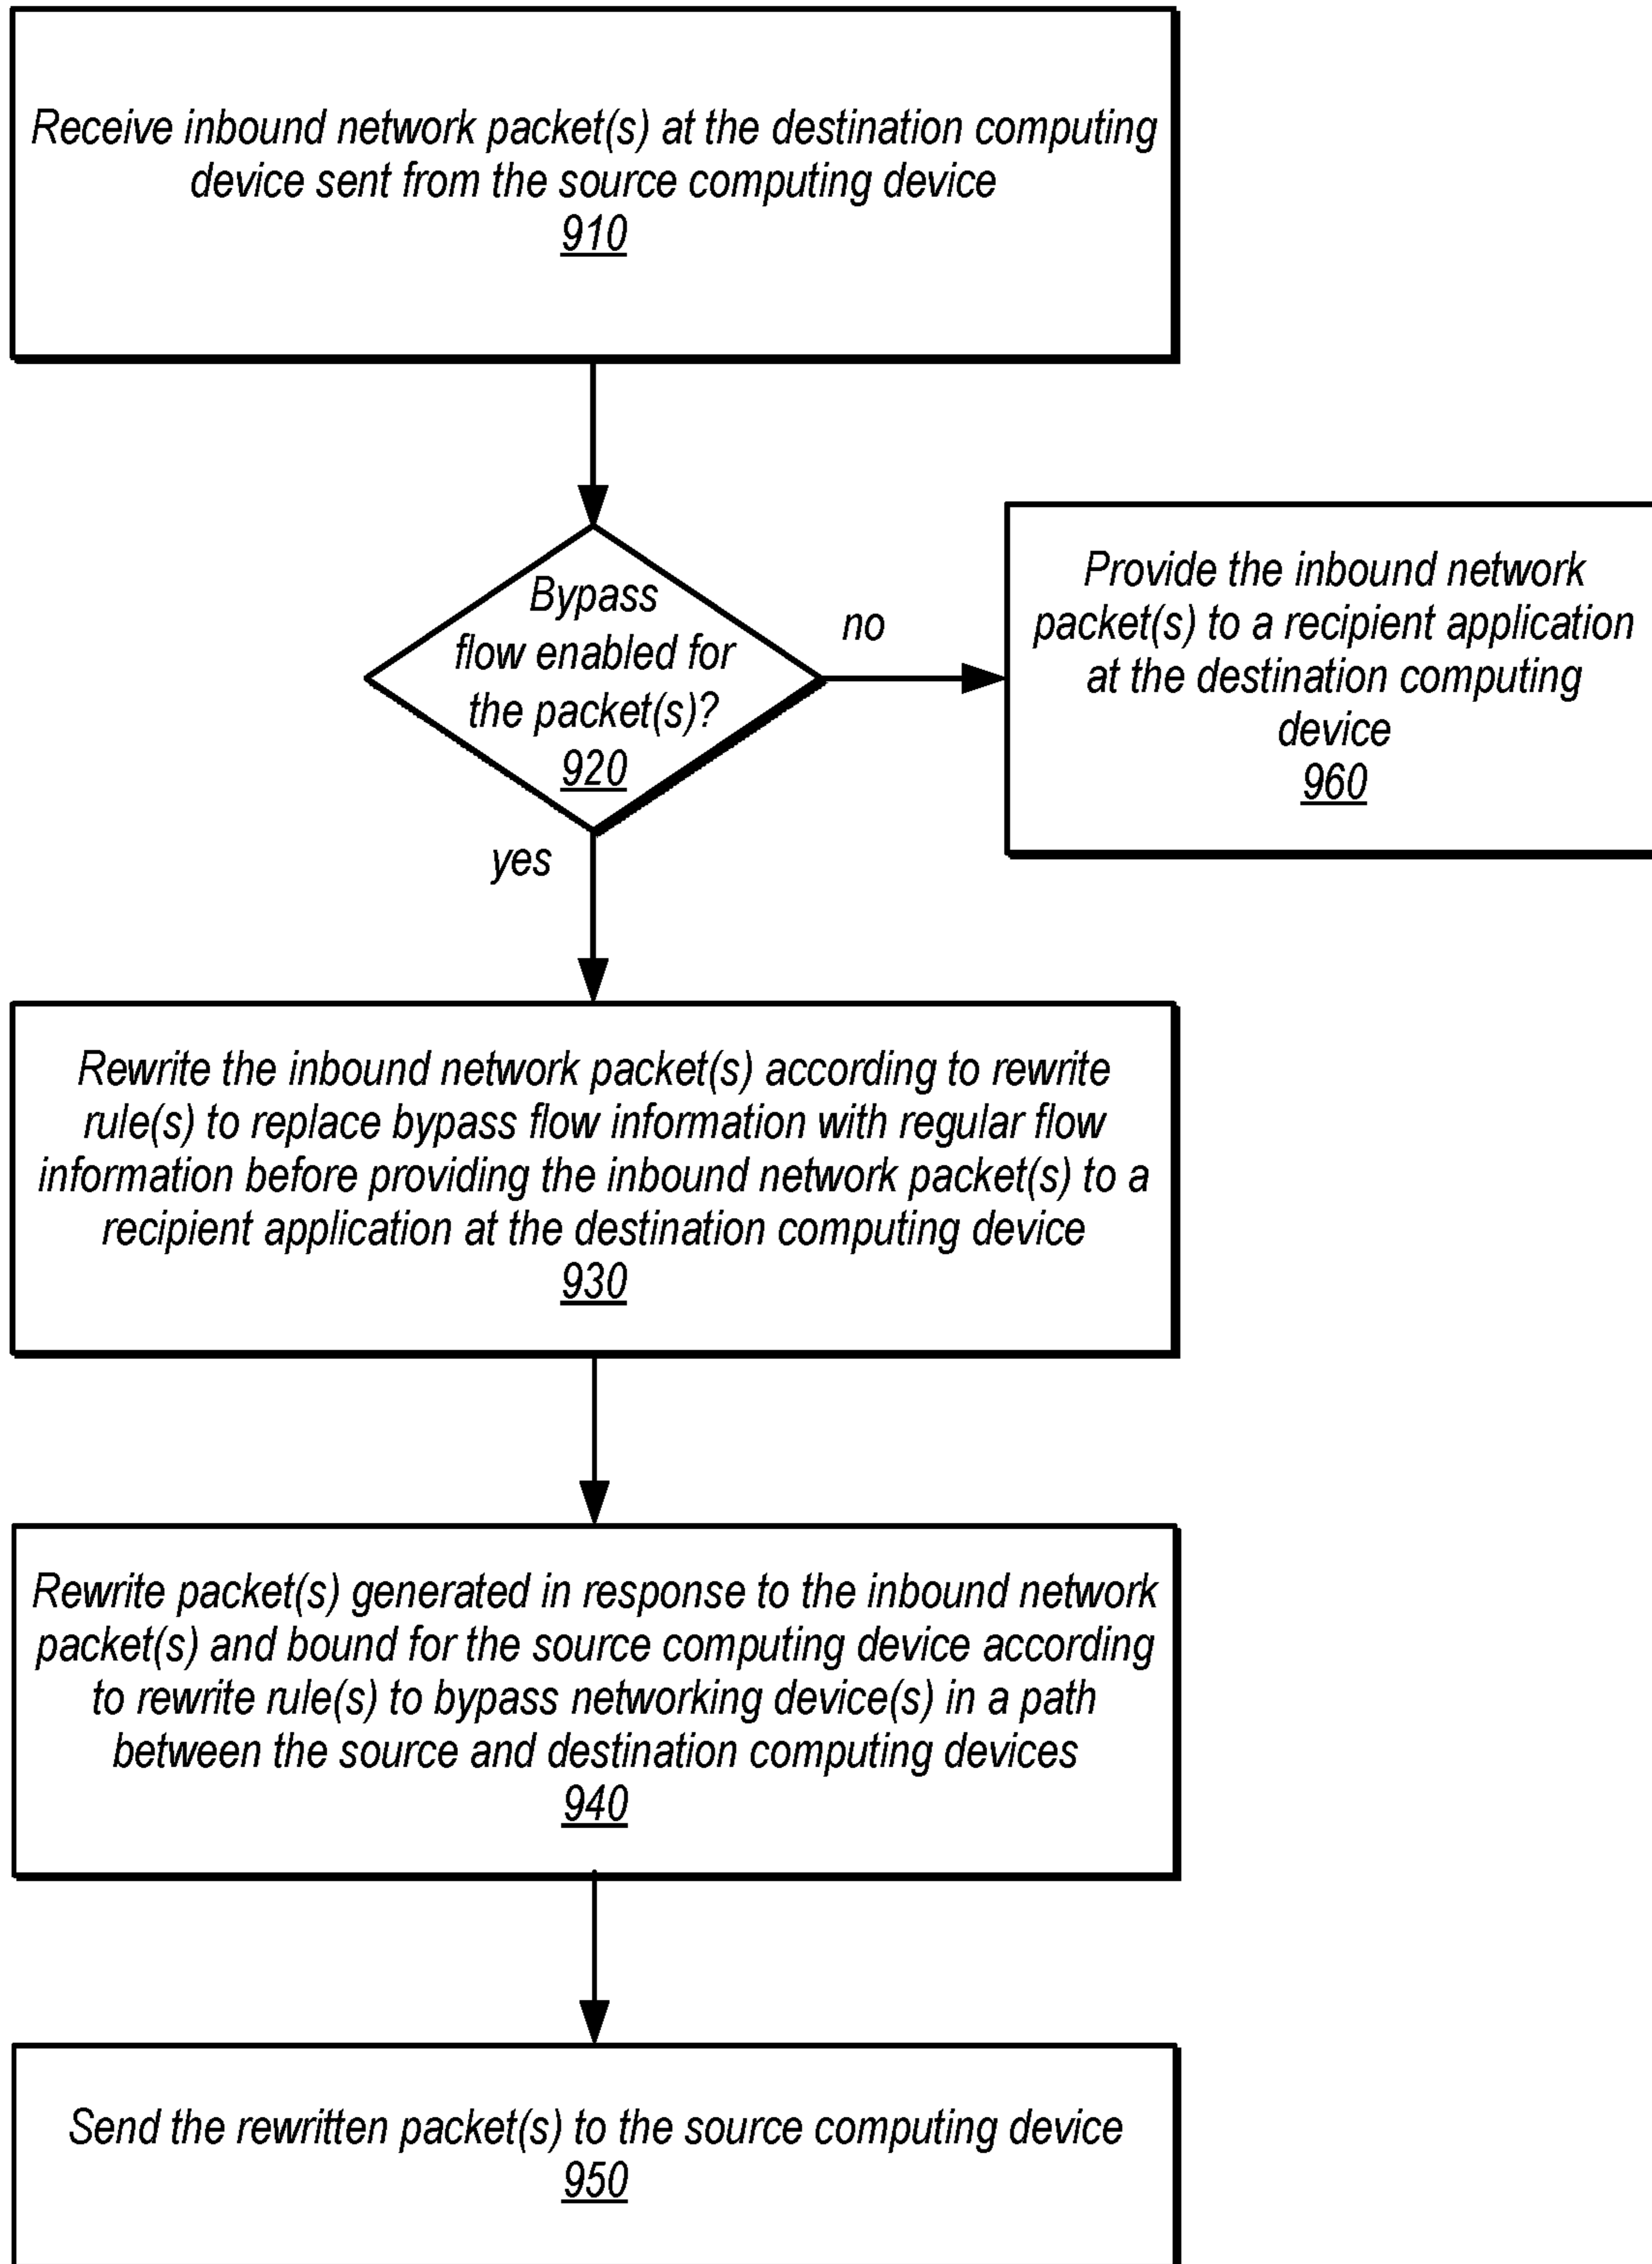 Receive inbound network packet(s) at the destination computing
device sent from the source computing device
910
Bypass
flow enabled for
the packet(s)?
920
no
Provide the inbound network
packet(s) to a recipient application
at the destination computing
device
960
yes
Rewrite the inbound network packet(s) according to rewrite
rule(s) to replace bypass flow information with regular flow
information before providing the inbound network packet(s) to a
recipient application at the destination computing device
930
Rewrite packet(s) generated in response to the inbound network
packet(s) and bound for the source computing device according
to rewrite rule(s) to bypass networking device(s) in a path
between the source and destination computing devices
940
Send the rewritten packet(s) to the source computing device
950